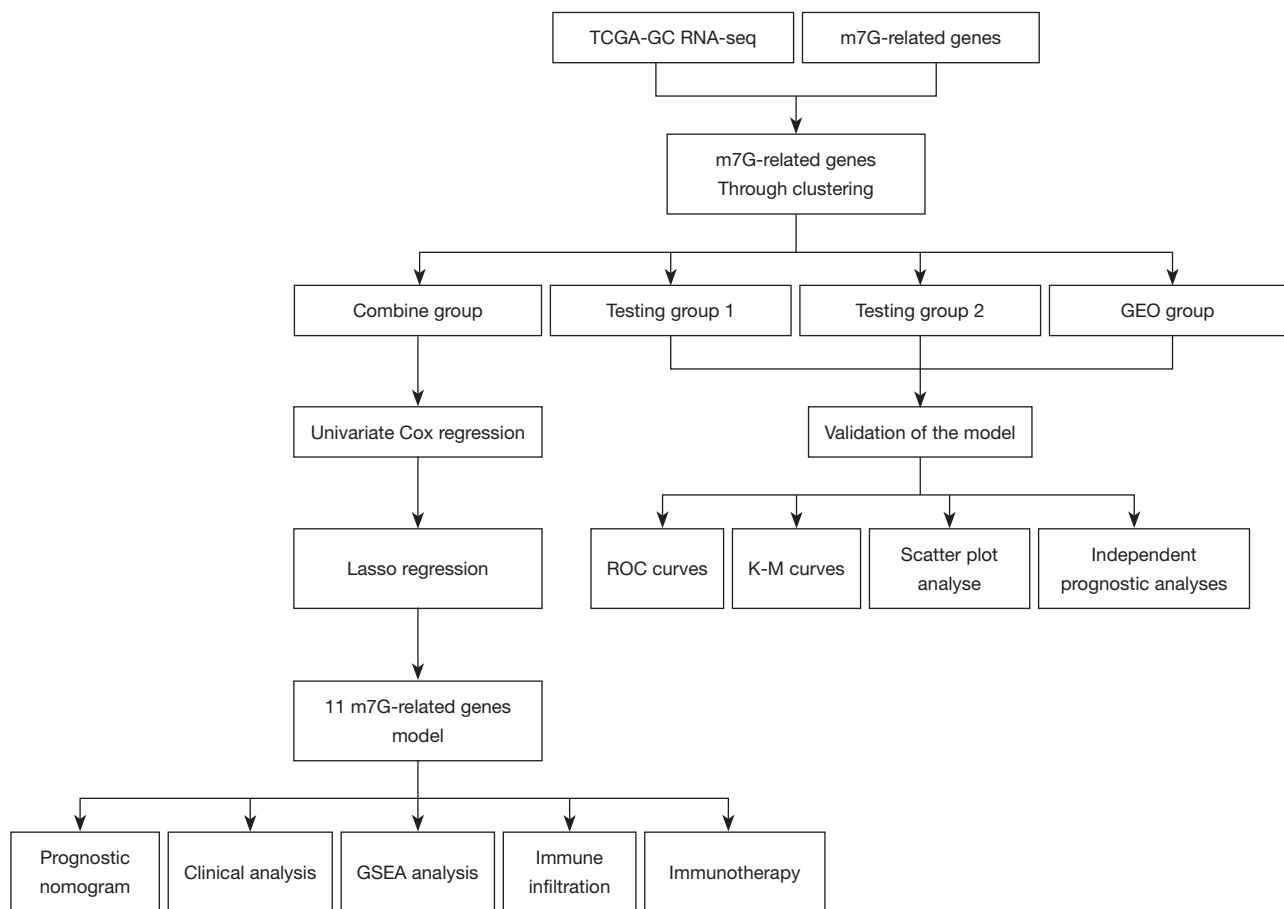 TCGA-GC RNA-seq
m7G-related genes
m7G-related genes
Through clustering
Combine group
Testing group 1
Testing group 2
GEO group
Univariate Cox regression
Validation of the model
Lasso regression
ROC curves
K-M curves
Scatter plot
analyse
Independent
prognostic analyses
11 m7G-related genes
model
Prognostic
nomogram
Clinical analysis
GSEA analysis
Immune
infiltration
Immunotherapy